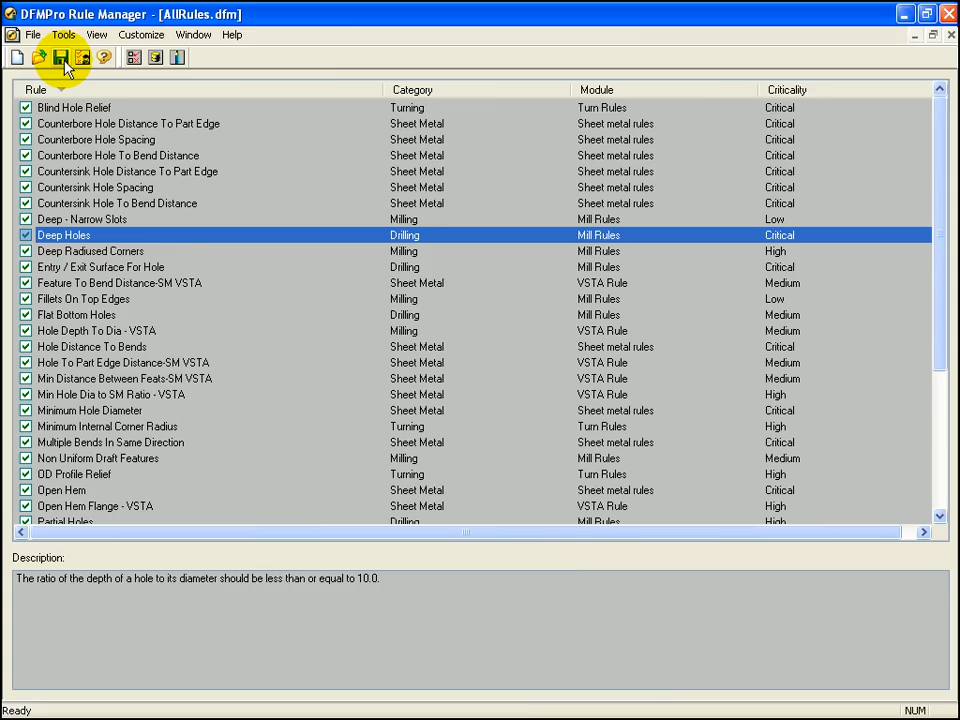 DFMPro Rule Manager - [AllRules.dfm]
File Tools View Customize Window Help
Rule Category Module Criticality
Blind Hole Relief Turning Turn Rules Critical
Counterbore Hole Distance To Part Edge Sheet Metal Sheet metal rules Critical
Counterbore Hole Spacing Sheet Metal Sheet metal rules Critical
Counterbore Hole To Bend Distance Sheet Metal Sheet metal rules Critical
Countersink Hole Distance To Part Edge Sheet Metal Sheet metal rules Critical
Countersink Hole Spacing Sheet Metal Sheet metal rules Critical
Countersink Hole To Bend Distance Sheet Metal Sheet metal rules Critical
Deep - Narrow Slots Milling Mill Rules Low
Deep Holes Drilling Mill Rules Critical
Deep Radiused Corners Milling Mill Rules High
Entry / Exit Surface For Hole Drilling Mill Rules Critical
Feature To Bend Distance-SM VSTA Sheet Metal VSTA Rule Medium
Fillets On Top Edges Milling Mill Rules Low
Flat Bottom Holes Drilling Mill Rules Medium
Hole Depth To Dia - VSTA Milling VSTA Rule Medium
Hole Distance To Bends Sheet Metal Sheet metal rules Critical
Hole To Part Edge Distance-SM VSTA Sheet Metal VSTA Rule Medium
Min Distance Between Feats-SM VSTA Sheet Metal VSTA Rule Medium
Min Hole Dia to SM Ratio - VSTA Sheet Metal VSTA Rule High
Minimum Hole Diameter Sheet Metal Sheet metal rules Critical
Minimum Internal Corner Radius Turning Turn Rules High
Multiple Bends In Same Direction Sheet Metal Sheet metal rules Critical
Non Uniform Draft Features Milling Mill Rules Medium
OD Profile Relief Turning Turn Rules High
Open Hem Sheet Metal Sheet metal rules Critical
Open Hem Flange - VSTA Sheet Metal VSTA Rule High
Partial Holes Drilling Mill Rules High
Description:
The ratio of the depth of a hole to its diameter should be less than or equal to 10.0.
Ready NUM